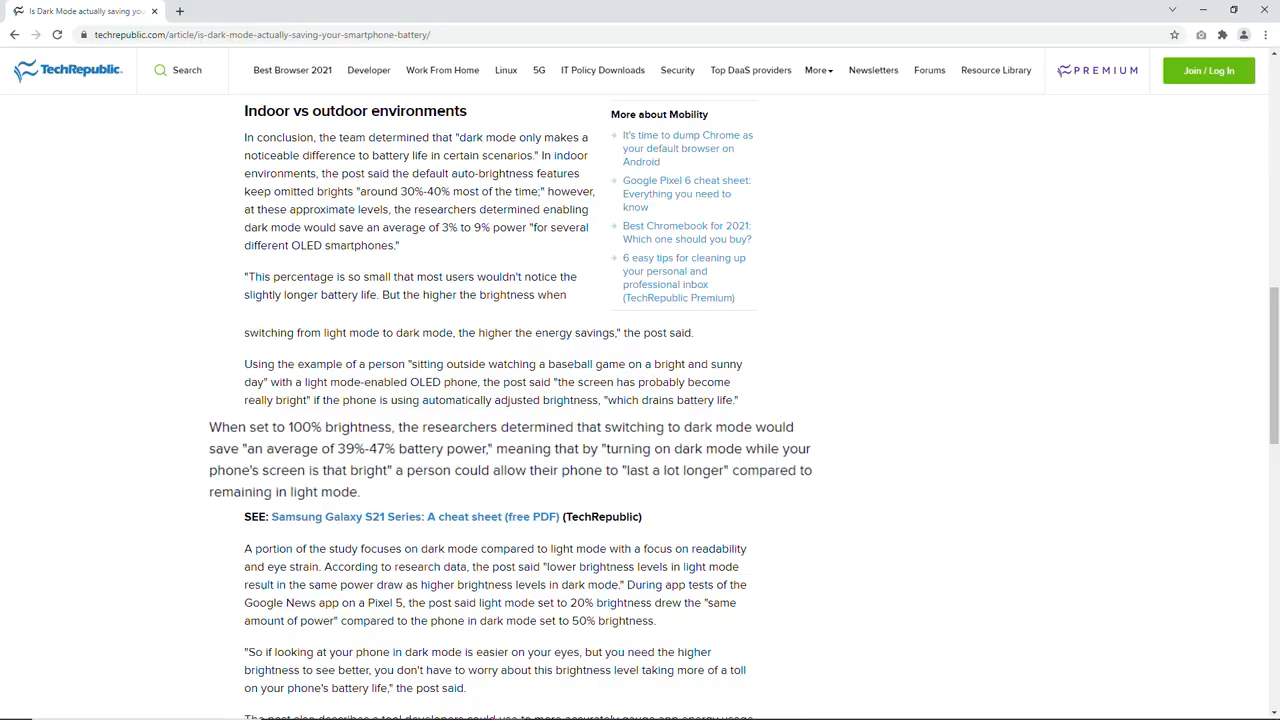 Is Dark Mode actually saving you
techrepublic.com/article/is-dark-mode-actually-saving-your-smartphone-battery/
TechRepublic.
Search
Best Browser 2021
Developer
Work From Home
Linux
5G
IT Policy Downloads
Security
Top DaaS providers
More
Newsletters
Forums
Resource Library
PREMIUM
Join / Log In
Indoor vs outdoor environments
In conclusion, the team determined that "dark mode only makes a
noticeable difference to battery life in certain scenarios." In indoor
environments, the post said the default auto-brightness features
keep omitted brights "around 30%-40% most of the time;" however,
at these approximate levels, the researchers determined enabling
dark mode would save an average of 3% to 9% power "for several
different OLED smartphones."
"This percentage is so small that most users wouldn't notice the
slightly longer battery life. But the higher the brightness when
More about Mobility
It's time to dump Chrome as
your default browser on
Android
Google Pixel 6 cheat sheet:
Everything you need to
know
Best Chromebook for 2021:
Which one should you buy?
6 easy tips for cleaning up
your personal and
professional inbox
(TechRepublic Premium)
switching from light mode to dark mode, the higher the energy savings," the post said.
Using the example of a person "sitting outside watching a baseball game on a bright and sunny
day" with a light mode-enabled OLED phone, the post said "the screen has probably become
really bright" if the phone is using automatically adjusted brightness, "which drains battery life."
When set to 100% brightness, the researchers determined that switching to dark mode would
save "an average of 39%-47% battery power," meaning that by "turning on dark mode while your
phone's screen is that bright" a person could allow their phone to "last a lot longer" compared to
remaining in light mode.
SEE: Samsung Galaxy S21 Series: A cheat sheet (free PDF) (TechRepublic)
A portion of the study focuses on dark mode compared to light mode with a focus on readability
and eye strain. According to research data, the post said "lower brightness levels in light mode
result in the same power draw as higher brightness levels in dark mode." During app tests of the
Google News app on a Pixel 5, the post said light mode set to 20% brightness drew the "same
amount of power" compared to the phone in dark mode set to 50% brightness.
"So if looking at your phone in dark mode is easier on your eyes, but you need the higher
brightness to see better, you don't have to worry about this brightness level taking more of a toll
on your phone's battery life," the post said.
The post also describes a tool developers could use to more accurately gauge app energy usage